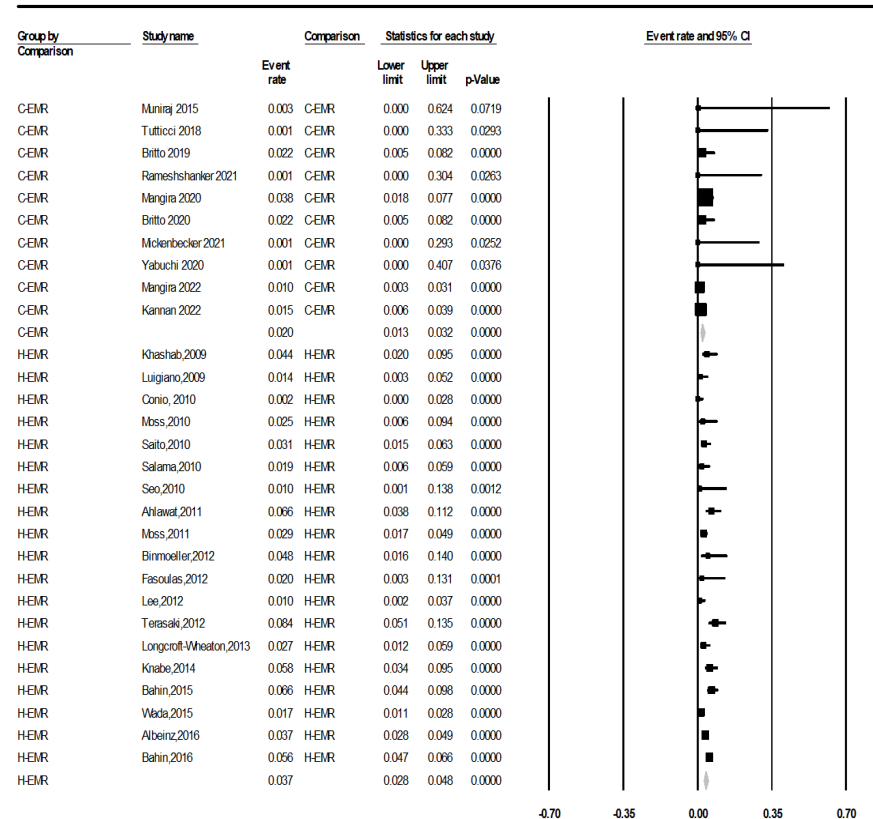 Group by Study name Comparison Statistics for each study Event rate and 95% CI
Comparison
Event Lower Upper
rate limit limit p-Value
C-EMR Muniraj 2015 0.003 C-EMR 0.000 0.624 0.0719
C-EMR Tutticci 2018 0.001 C-EMR 0.000 0.333 0.0293
C-EMR Britto 2019 0.022 C-EMR 0.005 0.082 0.0000
C-EMR Rameshshanker 2021 0.001 C-EMR 0.000 0.304 0.0263
C-EMR Mangira 2020 0.038 C-EMR 0.018 0.077 0.0000
C-EMR Britto 2020 0.022 C-EMR 0.005 0.082 0.0000
C-EMR Mickenbecker 2021 0.001 C-EMR 0.000 0.293 0.0252
C-EMR Yabuchi 2020 0.001 C-EMR 0.000 0.407 0.0376
C-EMR Mangira 2022 0.010 C-EMR 0.003 0.031 0.0000
C-EMR Kannan 2022 0.015 C-EMR 0.006 0.039 0.0000
C-EMR 0.020 0.013 0.032 0.0000
H-EMR Khashab,2009 0.044 H-EMR 0.020 0.095 0.0000
H-EMR Luigiano,2009 0.014 H-EMR 0.003 0.052 0.0000
H-EMR Conio, 2010 0.002 H-EMR 0.000 0.028 0.0000
H-EMR Moss,2010 0.025 H-EMR 0.006 0.094 0.0000
H-EMR Saito,2010 0.031 H-EMR 0.015 0.063 0.0000
H-EMR Salama,2010 0.019 H-EMR 0.006 0.059 0.0000
H-EMR Seo,2010 0.010 H-EMR 0.001 0.138 0.0012
H-EMR Ahlawat,2011 0.066 H-EMR 0.038 0.112 0.0000
H-EMR Moss,2011 0.029 H-EMR 0.017 0.049 0.0000
H-EMR Binmoeller,2012 0.048 H-EMR 0.016 0.140 0.0000
H-EMR Fasoulas,2012 0.020 H-EMR 0.003 0.131 0.0001
H-EMR Lee,2012 0.010 H-EMR 0.002 0.037 0.0000
H-EMR Terasaki,2012 0.084 H-EMR 0.051 0.135 0.0000
H-EMR Longcroft-Wheaton,2013 0.027 H-EMR 0.012 0.059 0.0000
H-EMR Knabe,2014 0.058 H-EMR 0.034 0.095 0.0000
H-EMR Bahin,2015 0.066 H-EMR 0.044 0.098 0.0000
H-EMR Wada,2015 0.017 H-EMR 0.011 0.028 0.0000
H-EMR Albeinz,2016 0.037 H-EMR 0.028 0.049 0.0000
H-EMR Bahin,2016 0.056 H-EMR 0.047 0.066 0.0000
H-EMR 0.037 0.028 0.048 0.0000
-0.70 -0.35 0.00 0.35 0.70